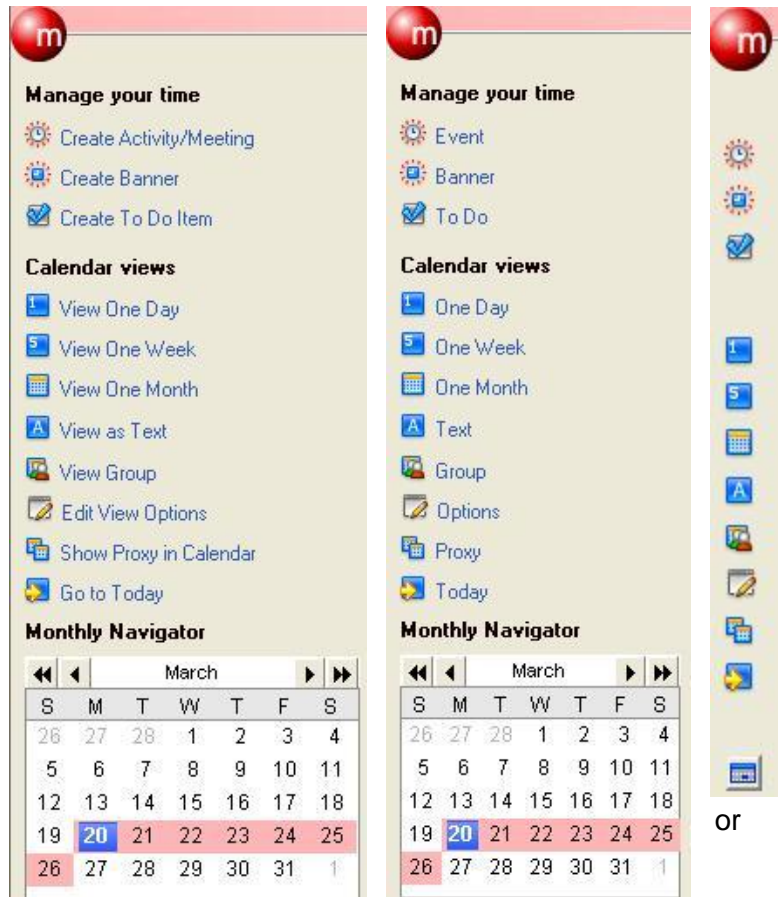 m
Manage your time
Create Activity/Meeting
Create Banner
Create To Do Item
Calendar views
1 View One Day
5 View One Week
View One Month
A View as Text
View Group
Edit View Options
Show Proxy in Calendar
Go to Today
Monthly Navigator
March
S M T W T F S
26 27 28 1 2 3 4
5 6 7 8 9 10 11
12 13 14 15 16 17 18
19 20 21 22 23 24 25
26 27 28 29 30 31 1
m
Manage your time
Event
Banner
To Do
Calendar views
1 One Day
5 One Week
One Month
A Text
Group
Options
Proxy
Today
Monthly Navigator
March
S M T W T F S
26 27 28 1 2 3 4
5 6 7 8 9 10 11
12 13 14 15 16 17 18
19 20 21 22 23 24 25
26 27 28 29 30 31 1
m
1
5
A
or